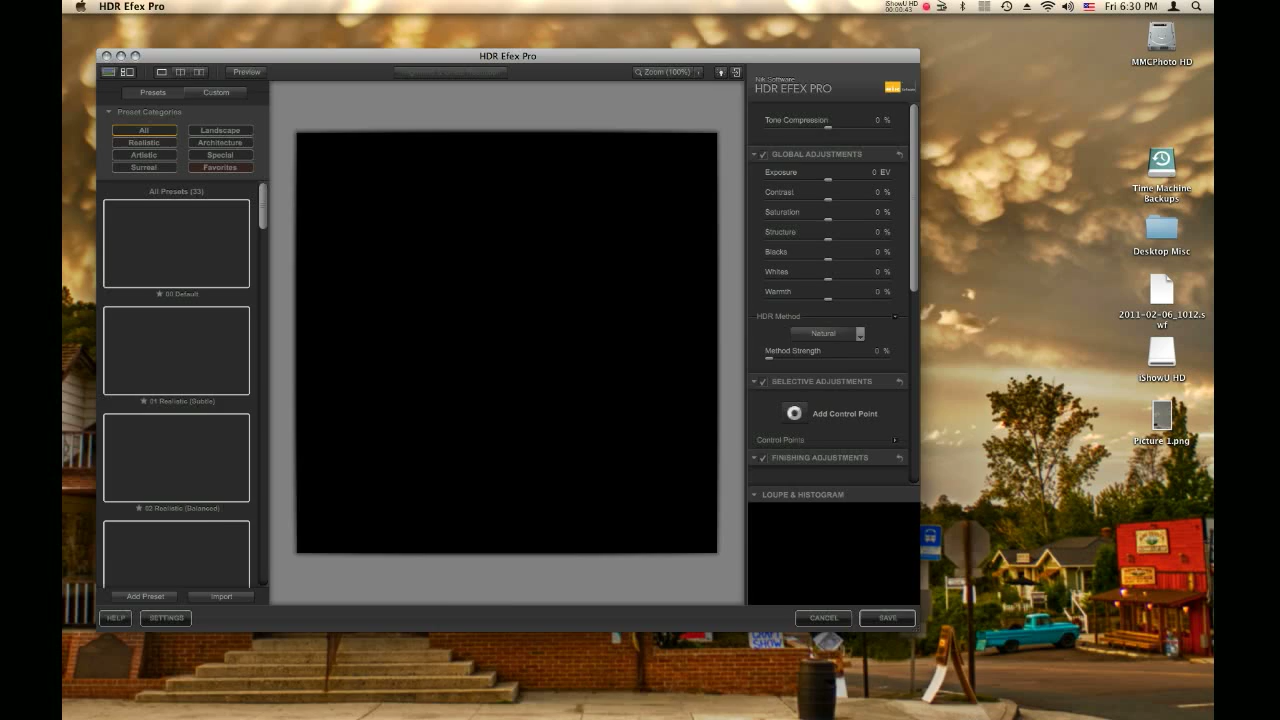 HDR Efex Pro
iShowU HD
00:00:43
Fri 6:30 PM
HDR Efex Pro
Preview
Zoom (100%)
Presets
Custom
Preset Categories
All
Landscape
Realistic
Architecture
Artistic
Special
Surreal
Favorites
All Presets (33)
00 Default
01 Realistic (Subtle)
02 Realistic (Balanced)
Add Preset
Import
HELP
SETTINGS
CANCEL
SAVE
Nik Software
HDR EFEX PRO
Tone Compression 0 %
GLOBAL ADJUSTMENTS
Exposure 0 EV
Contrast 0 %
Saturation 0 %
Structure 0 %
Blacks 0 %
Whites 0 %
Warmth 0 %
HDR Method
Natural
Method Strength 0 %
SELECTIVE ADJUSTMENTS
Add Control Point
Control Points
FINISHING ADJUSTMENTS
LOUPE & HISTOGRAM
MMCPhoto HD
Time Machine
Backups
Desktop Misc
2011-02-06_1012.s
wf
iShowU HD
Picture 1.png
CRAFT
SHOW